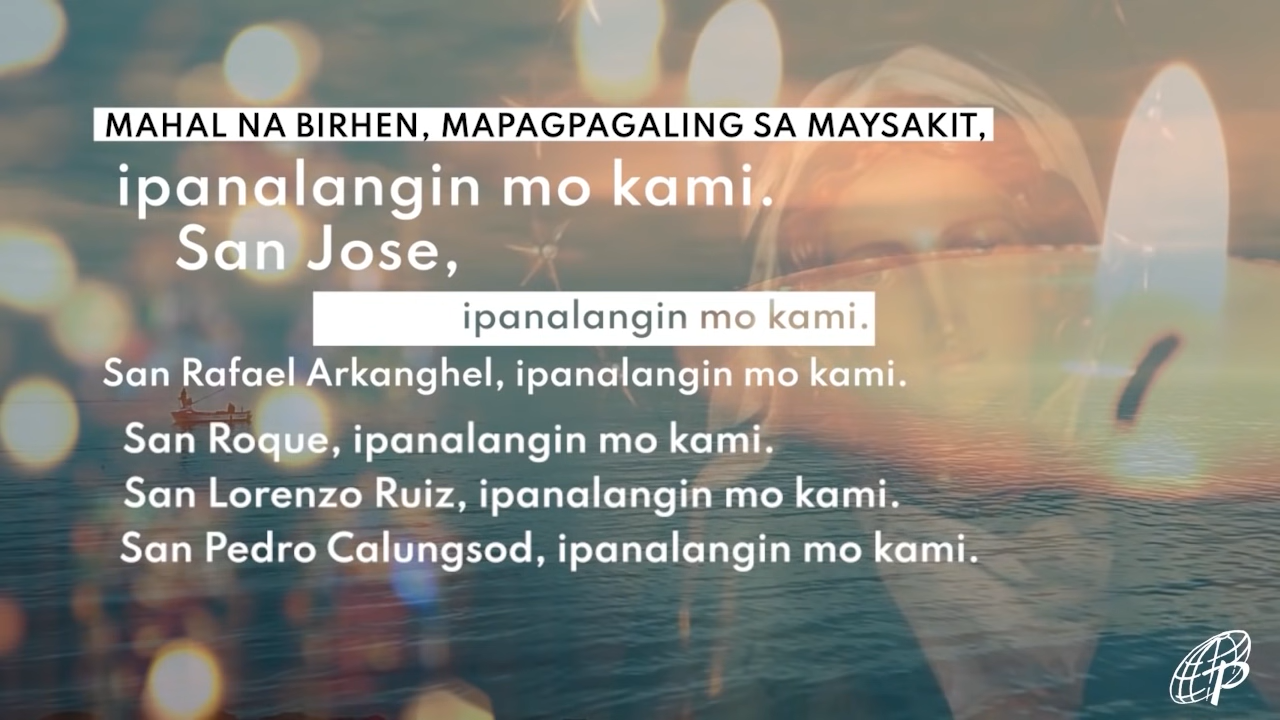 MAHAL NA BIRHEN, MAPAGPAGALING SA MAYSAKIT,
ipanalangin mo kami.
San Jose,
ipanalangin mo kami.
San Rafael Arkanghel, ipanalangin mo kami.
San Roque, ipanalangin mo kami.
San Lorenzo Ruiz, ipanalangin mo kami.
San Pedro Calungsod, ipanalangin mo kami.